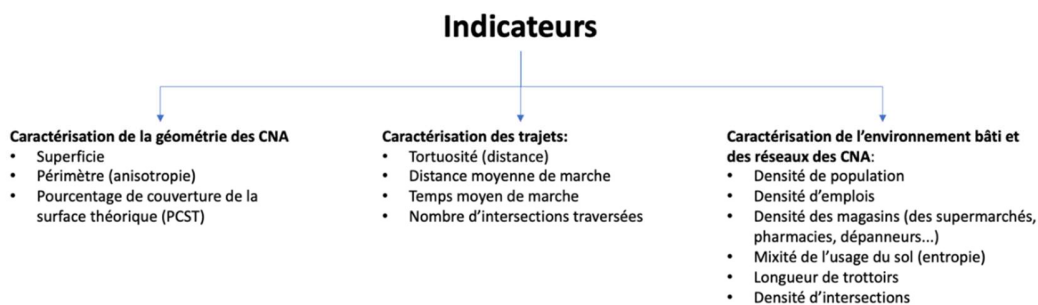 Indicateurs
Caractérisation de la géométrie des CNA
• Superficie
• Périmètre (anisotropie)
• Pourcentage de couverture de la
surface théorique (PCST)
Caractérisation des trajets:
• Tortuosité (distance)
• Distance moyenne de marche
• Temps moyen de marche
• Nombre d'intersections traversées
Caractérisation de l'environnement bâti et
des réseaux des CNA:
• Densité de population
• Densité d'emplois
• Densité des magasins (des supermarchés,
pharmacies, dépanneurs...)
• Mixité de l'usage du sol (entropie)
• Longueur de trottoirs
• Densité d'intersections